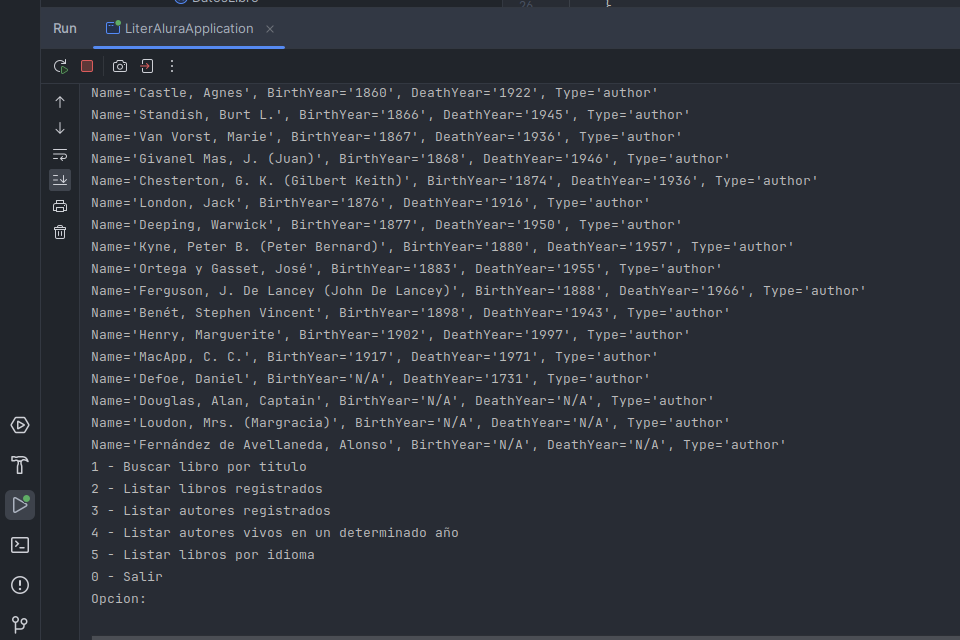 26
Run LiterAluraApplication
Name='Castle, Agnes', BirthYear='1860', DeathYear='1922', Type='author'
Name='Standish, Burt L.', BirthYear='1866', DeathYear='1945', Type='author'
Name='Van Vorst, Marie', BirthYear='1867', DeathYear='1936', Type='author'
Name='Givanel Mas, J. (Juan)', BirthYear='1868', DeathYear='1946', Type='author'
Name='Chesterton, G. K. (Gilbert Keith)', BirthYear='1874', DeathYear='1936', Type='author'
Name='London, Jack', BirthYear='1876', DeathYear='1916', Type='author'
Name='Deeping, Warwick', BirthYear='1877', DeathYear='1950', Type='author'
Name='Kyne, Peter B. (Peter Bernard)', BirthYear='1880', DeathYear='1957', Type='author'
Name='Ortega y Gasset, José', BirthYear='1883', DeathYear='1955', Type='author'
Name='Ferguson, J. De Lancey (John De Lancey)', BirthYear='1888', DeathYear='1966', Type='author'
Name='Benét, Stephen Vincent', BirthYear='1898', DeathYear='1943', Type='author'
Name='Henry, Marguerite', BirthYear='1902', DeathYear='1997', Type='author'
Name='MacApp, C. C.', BirthYear='1917', DeathYear='1971', Type='author'
Name='Defoe, Daniel', BirthYear='N/A', DeathYear='1731', Type='author'
Name='Douglas, Alan, Captain', BirthYear='N/A', DeathYear='N/A', Type='author'
Name='Loudon, Mrs. (Margracia)', BirthYear='N/A', DeathYear='N/A', Type='author'
Name='Fernández de Avellaneda, Alonso', BirthYear='N/A', DeathYear='N/A', Type='author'
1 - Buscar libro por titulo
2 - Listar libros registrados
3 - Listar autores registrados
4 - Listar autores vivos en un determinado año
5 - Listar libros por idioma
0 - Salir
Opcion: